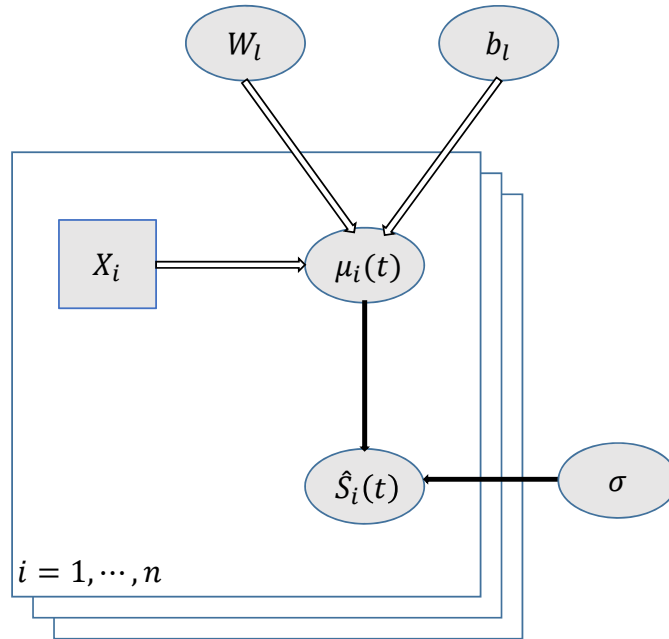 W_l
b_l
X_i
μ_i(t)
Ŝ_i(t)
σ
i = 1, ⋯, n